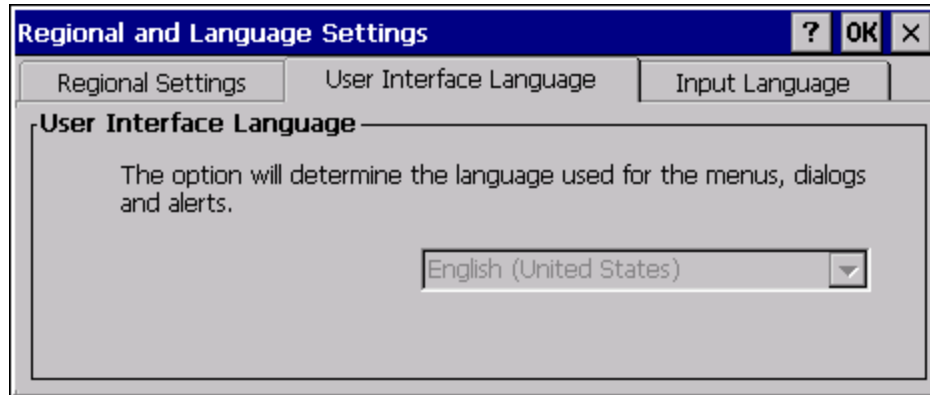 Regional and Language Settings ? OK ×
Regional Settings User Interface Language Input Language
User Interface Language
The option will determine the language used for the menus, dialogs
and alerts.
English (United States)